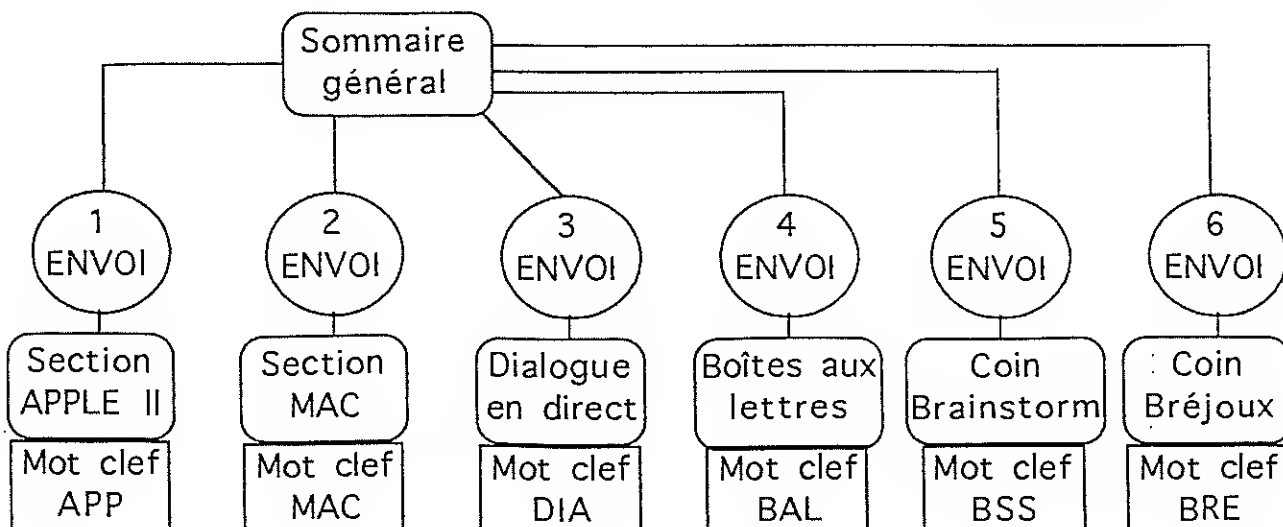 Sommaire
général
1
ENVOI
2
ENVOI
3
ENVOI
4
ENVOI
5
ENVOI
6
ENVOI
Section
APPLE II
Section
MAC
Dialogue
en direct
Boîtes aux
lettres
Coin
Brainstorm
Coin
Bréjoux
Mot clef
APP
Mot clef
MAC
Mot clef
DIA
Mot clef
BAL
Mot clef
BSS
Mot clef
BRE